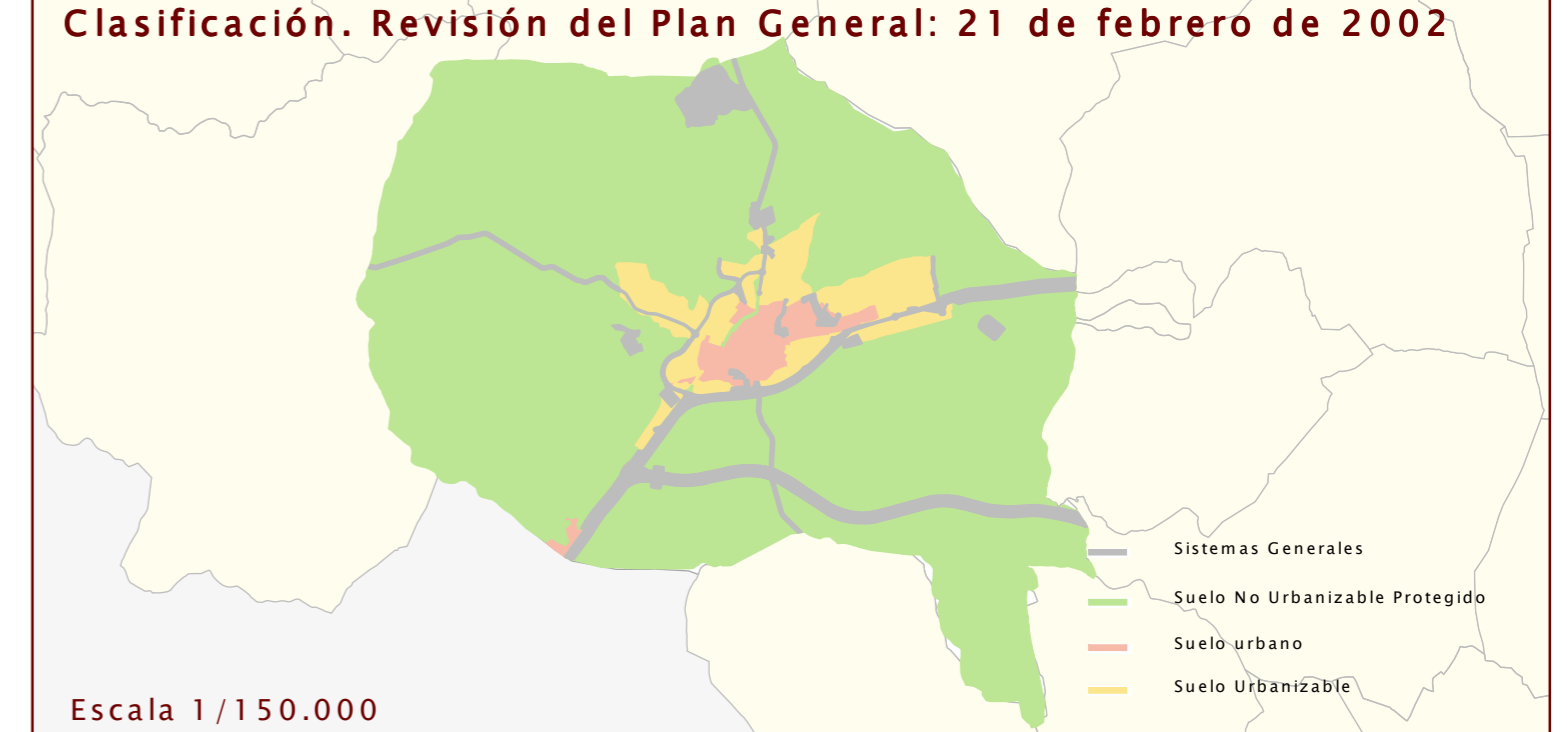 Clasificación. Revisión del Plan General: 21 de febrero de 2002
Sistemas Generales
Suelo No Urbanizable Protegido
Suelo urbano
Suelo Urbanizable
Escala 1/150.000